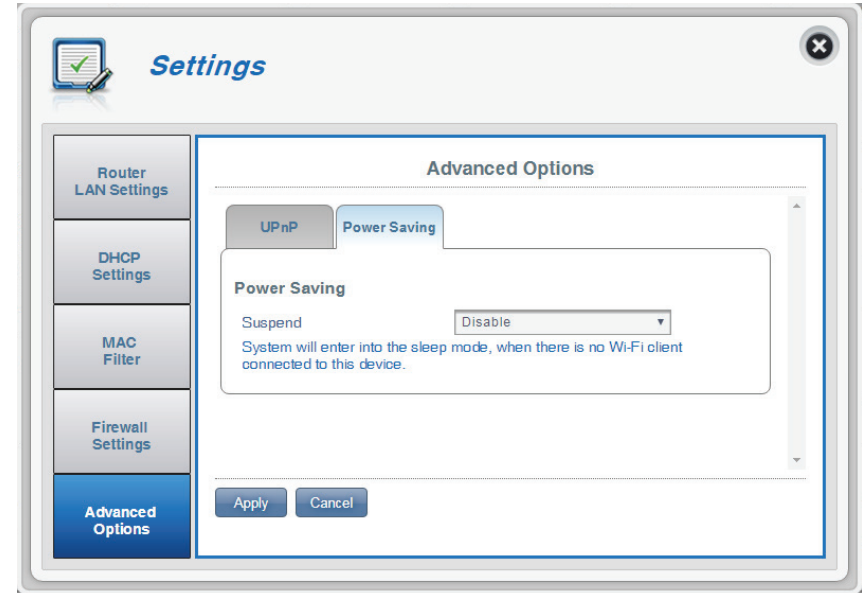 Settings
Router
LAN Settings
DHCP
Settings
MAC
Filter
Firewall
Settings
Advanced
Options
Advanced Options
UPnP
Power Saving
Power Saving
Suspend
Disable
System will enter into the sleep mode, when there is no Wi-Fi client
connected to this device.
Apply
Cancel